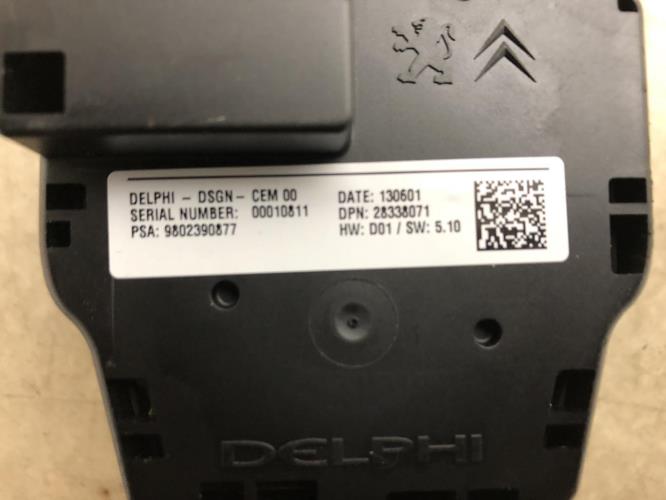 DELPHI - DSGN - CEM 00 DATE: 130601
SERIAL NUMBER: 00010811 DPN: 28338071
PSA: 9802390877 HW: D01 / SW: 5.10
DELPHI